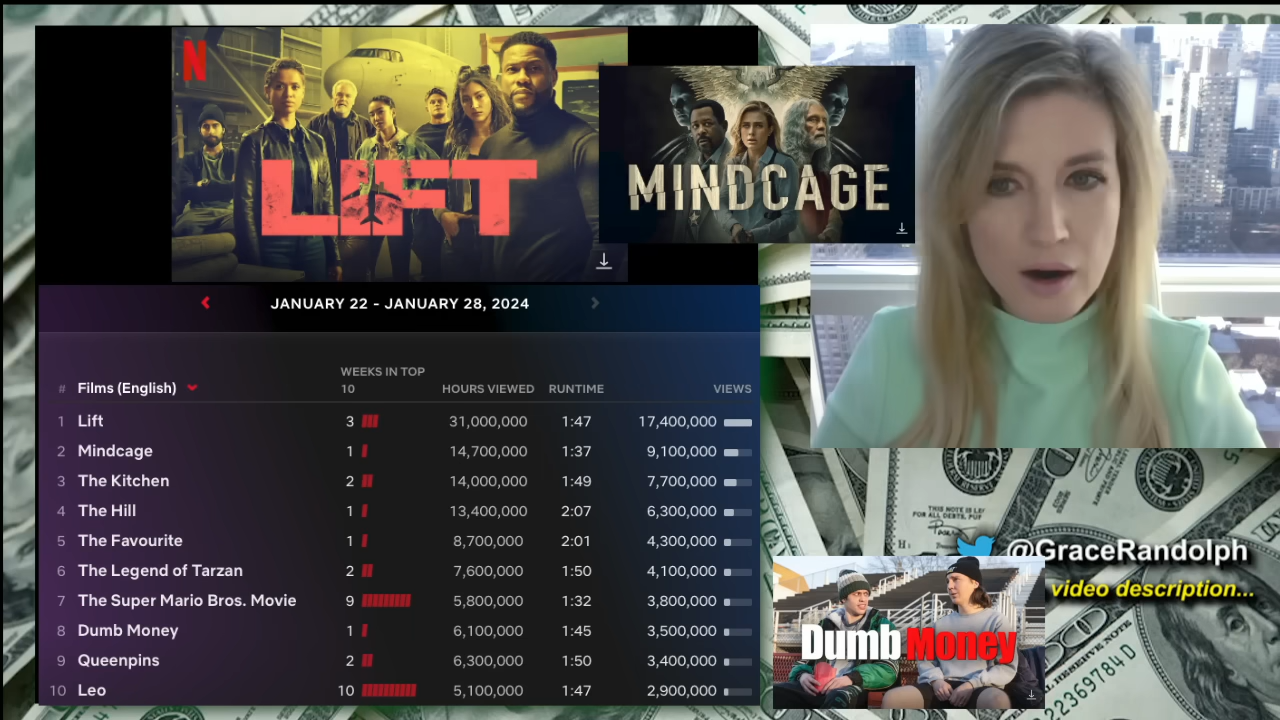 N
LIFT
MINDCAGE
JANUARY 22 - JANUARY 28, 2024
# Films (English) WEEKS IN TOP 10 HOURS VIEWED RUNTIME VIEWS
1 Lift 3 31,000,000 1:47 17,400,000
2 Mindcage 1 14,700,000 1:37 9,100,000
3 The Kitchen 2 14,000,000 1:49 7,700,000
4 The Hill 1 13,400,000 2:07 6,300,000
5 The Favourite 1 8,700,000 2:01 4,300,000
6 The Legend of Tarzan 2 7,600,000 1:50 4,100,000
7 The Super Mario Bros. Movie 9 5,800,000 1:32 3,800,000
8 Dumb Money 1 6,100,000 1:45 3,500,000
9 Queenpins 2 6,300,000 1:50 3,400,000
10 Leo 10 5,100,000 1:47 2,900,000
THIS NOTE IS LE
FOR ALL DEBTS, PU
@GraceRandolph
video description...
Dumb Money